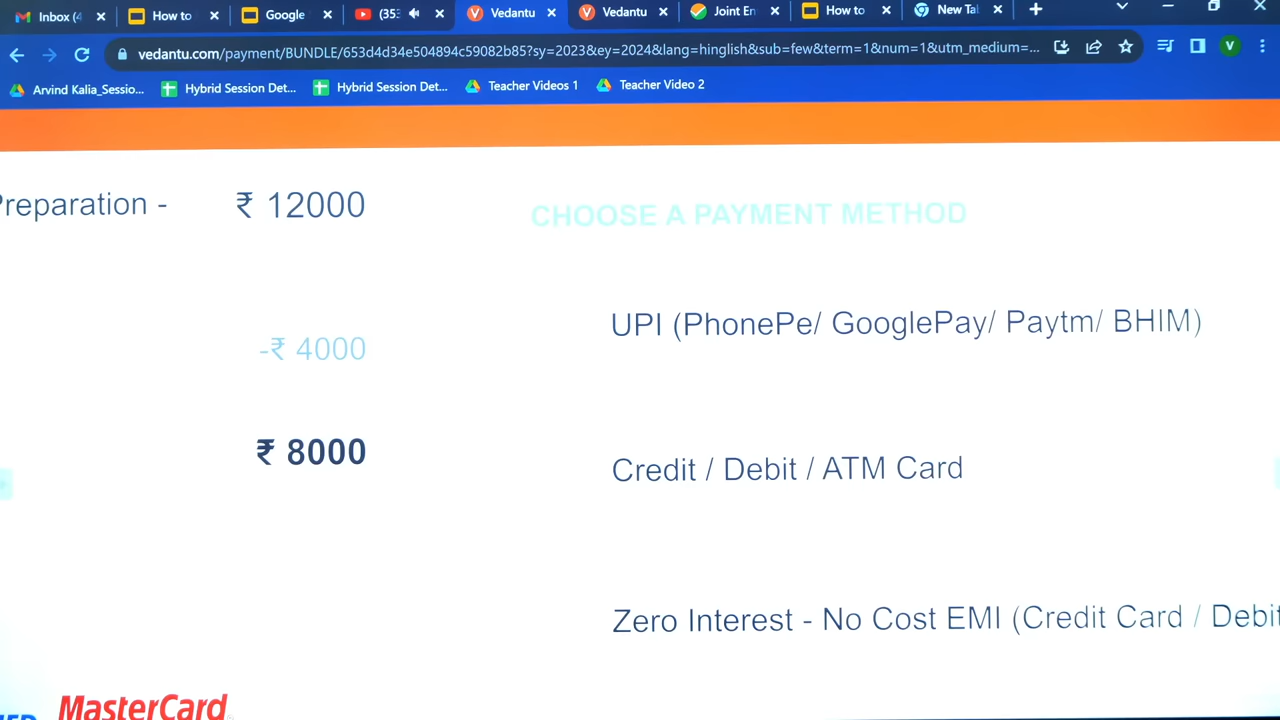 Inbox (4
How to
Google
(353
Vedantu
Vedantu
Joint En
How to
New Tal
vedantu.com/payment/BUNDLE/653d4d34e504894c59082b85?sy=2023&ey=2024&lang=hinglish&sub=few&term=1&num=1&utm_medium=...
V
Arvind Kalia_Sessio...
Hybrid Session Det...
Hybrid Session Det...
Teacher Videos 1
Teacher Video 2
Preparation - ₹ 12000
CHOOSE A PAYMENT METHOD
UPI (PhonePe/ GooglePay/ Paytm/ BHIM)
-₹ 4000
₹ 8000
Credit / Debit / ATM Card
Zero Interest - No Cost EMI (Credit Card / Debit
MasterCard